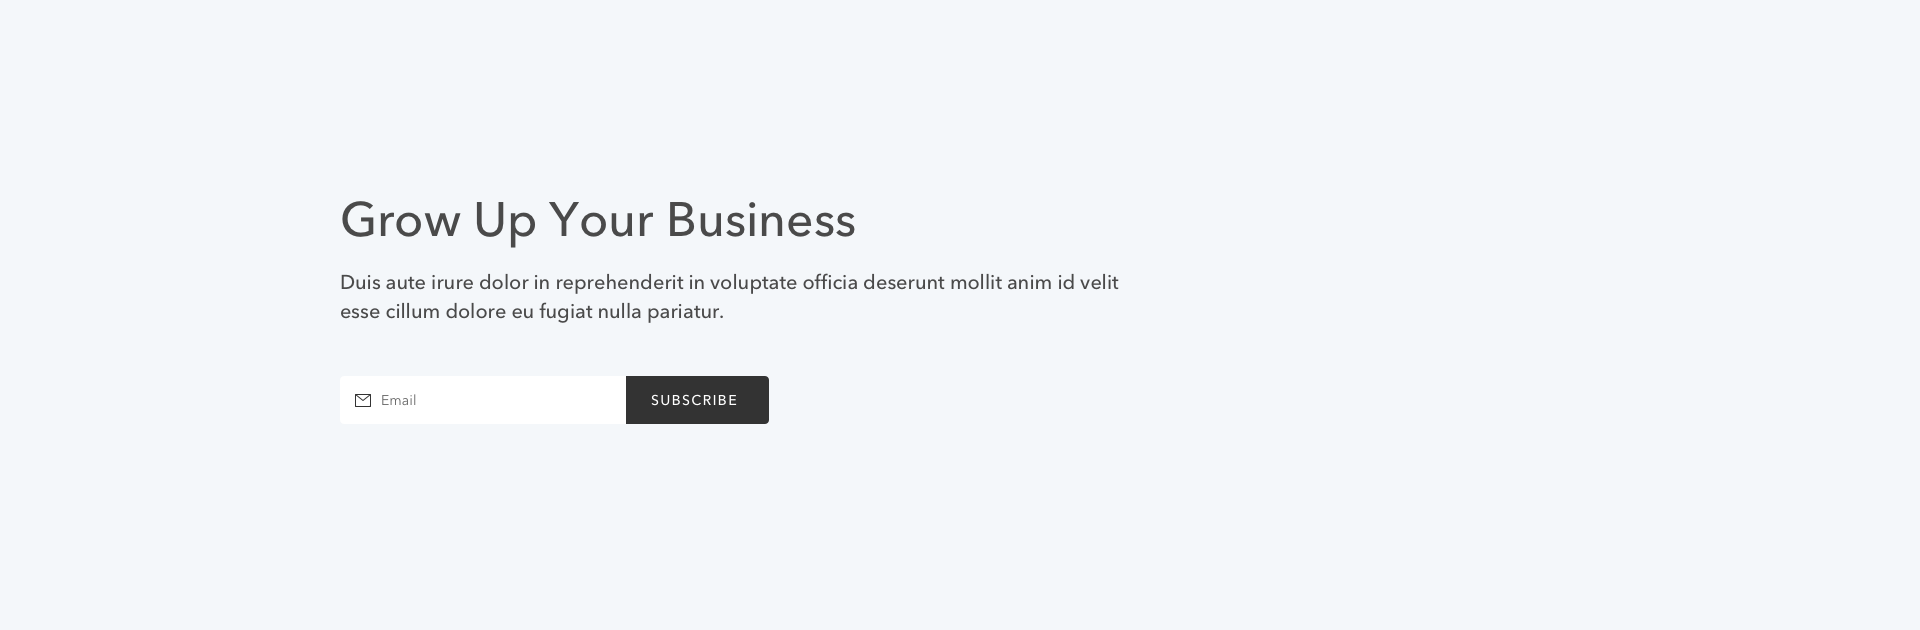 Grow Up Your Business
Duis aute irure dolor in reprehenderit in voluptate officia deserunt mollit anim id velit
esse cillum dolore eu fugiat nulla pariatur.
Email
SUBSCRIBE